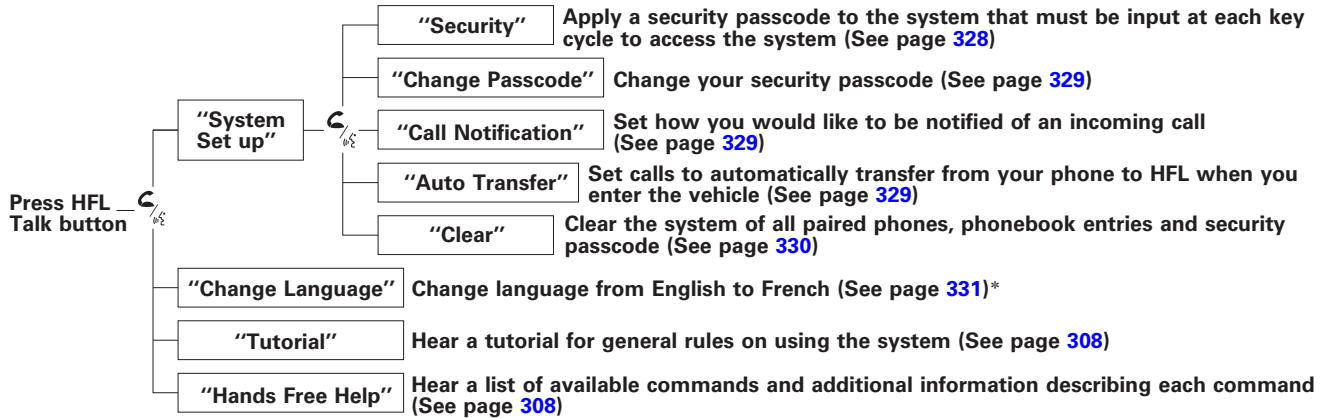 "Security"
Apply a security passcode to the system that must be input at each key
cycle to access the system (See page 328)
"Change Passcode"
Change your security passcode (See page 329)
"System
Set up"
"Call Notification"
Set how you would like to be notified of an incoming call
(See page 329)
"Auto Transfer"
Set calls to automatically transfer from your phone to HFL when you
enter the vehicle (See page 329)
Press HFL
Talk button
"Clear"
Clear the system of all paired phones, phonebook entries and security
passcode (See page 330)
"Change Language"
Change language from English to French (See page 331)*
"Tutorial"
Hear a tutorial for general rules on using the system (See page 308)
"Hands Free Help"
Hear a list of available commands and additional information describing each command
(See page 308)